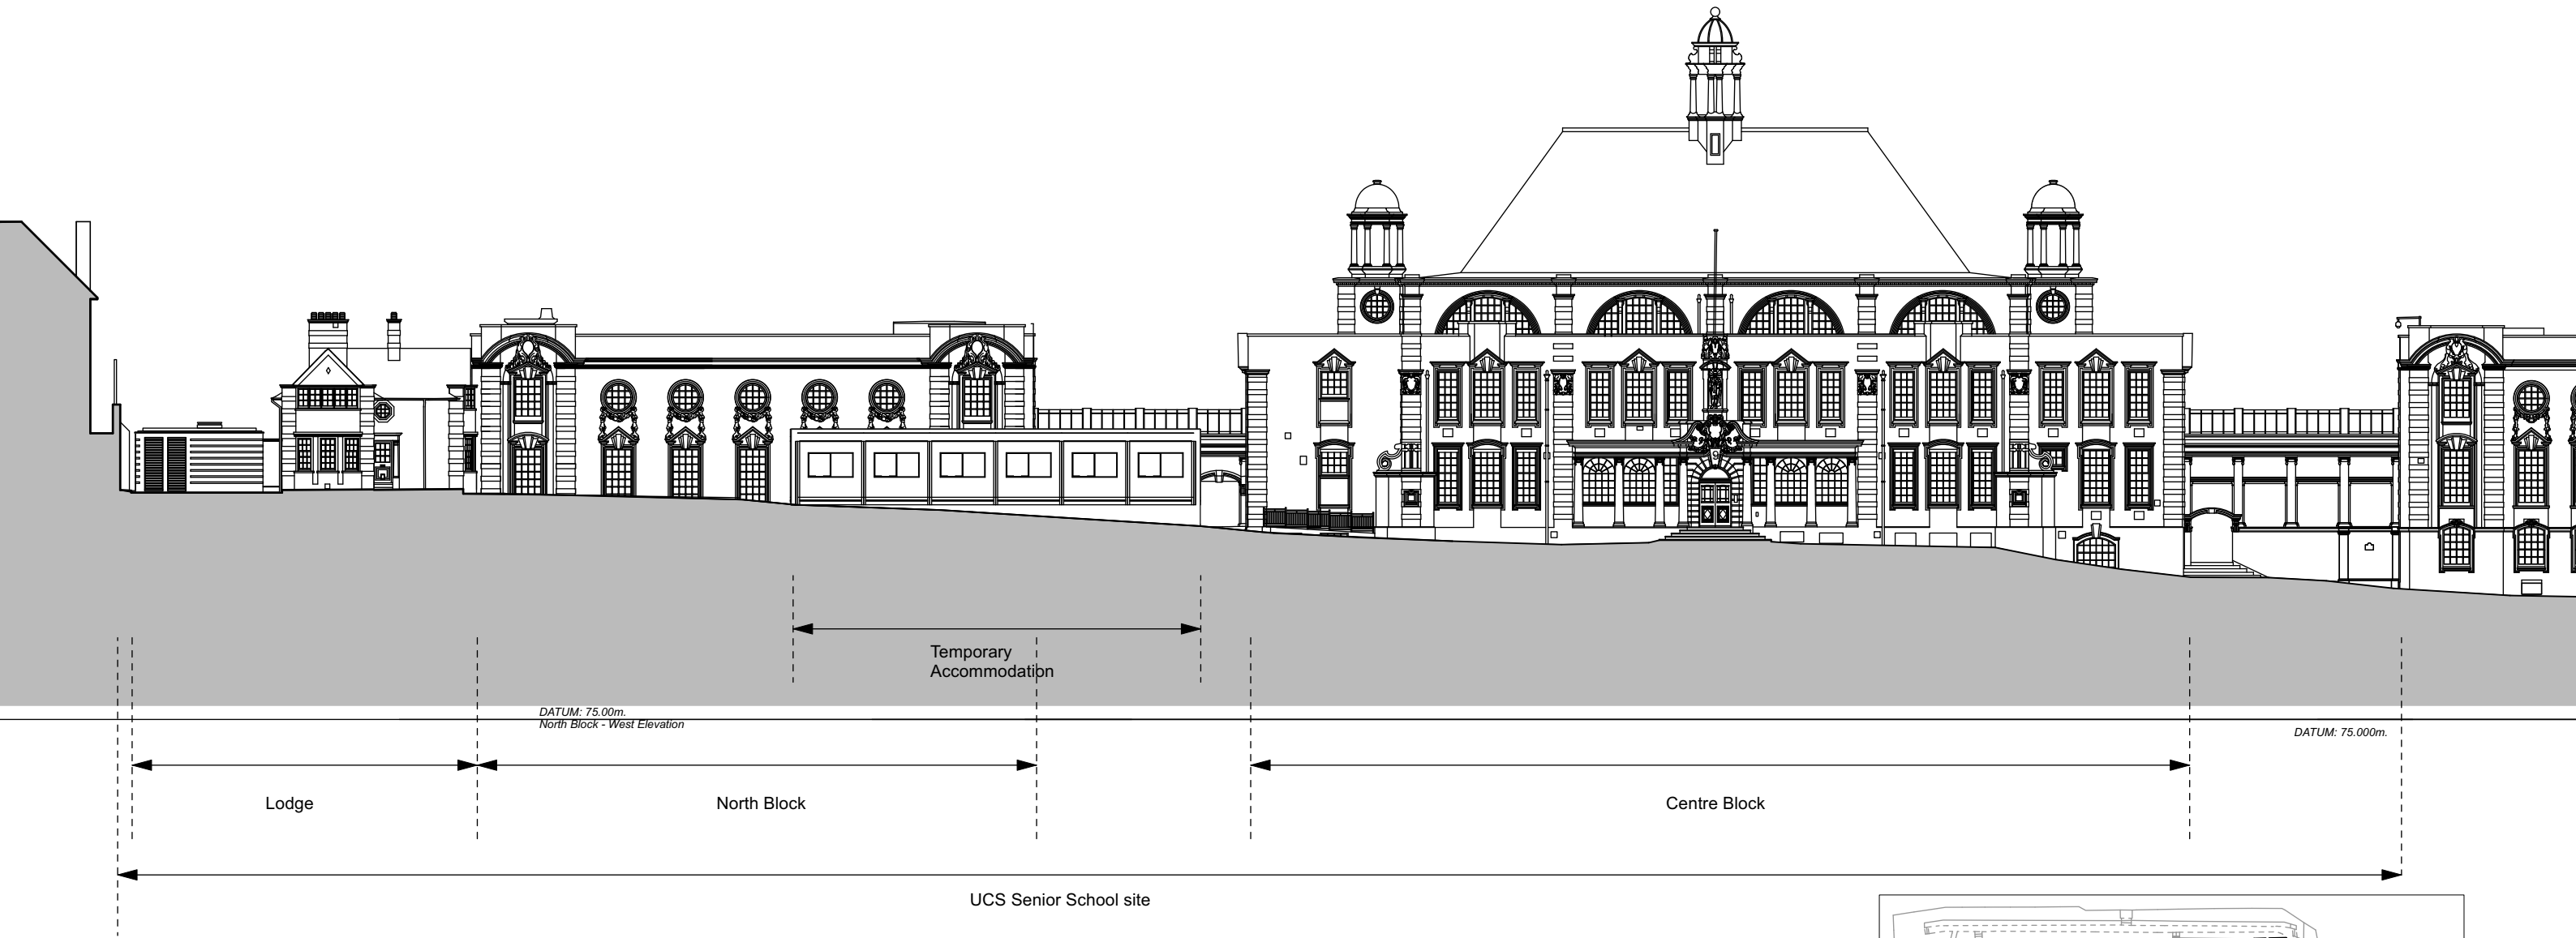 Temporary
Accommodation
DATUM: 75.00m.
North Block - West Elevation
DATUM: 75.000m.
Lodge
North Block
Centre Block
UCS Senior School site